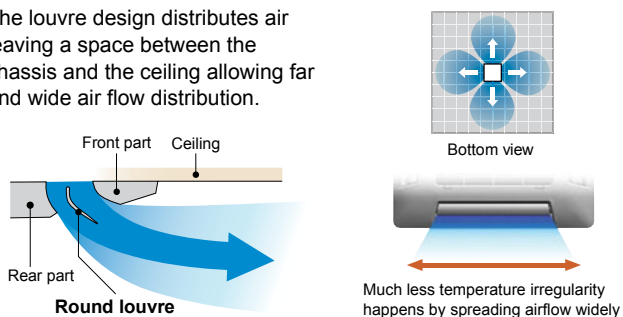 he louvre design distributes air
eaving a space between the
hassis and the ceiling allowing far
nd wide air flow distribution.
Front part Ceiling
Rear part
Round louvre
Bottom view
Much less temperature irregularity
happens by spreading airflow widely